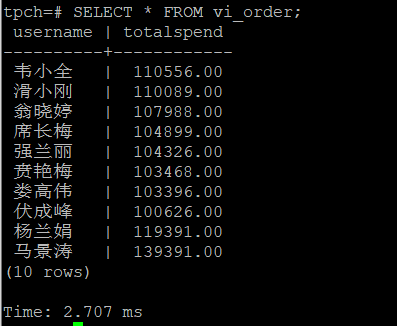 tpch=# SELECT * FROM vi_order;
username | totalspend
----------+------------
韦小全 | 110556.00
滑小刚 | 110089.00
翁晓婷 | 107988.00
席长梅 | 104899.00
强兰丽 | 104326.00
贲艳梅 | 103468.00
娄高伟 | 103396.00
伏成峰 | 100626.00
杨兰娟 | 119391.00
马景涛 | 139391.00
(10 rows)
Time: 2.707 ms